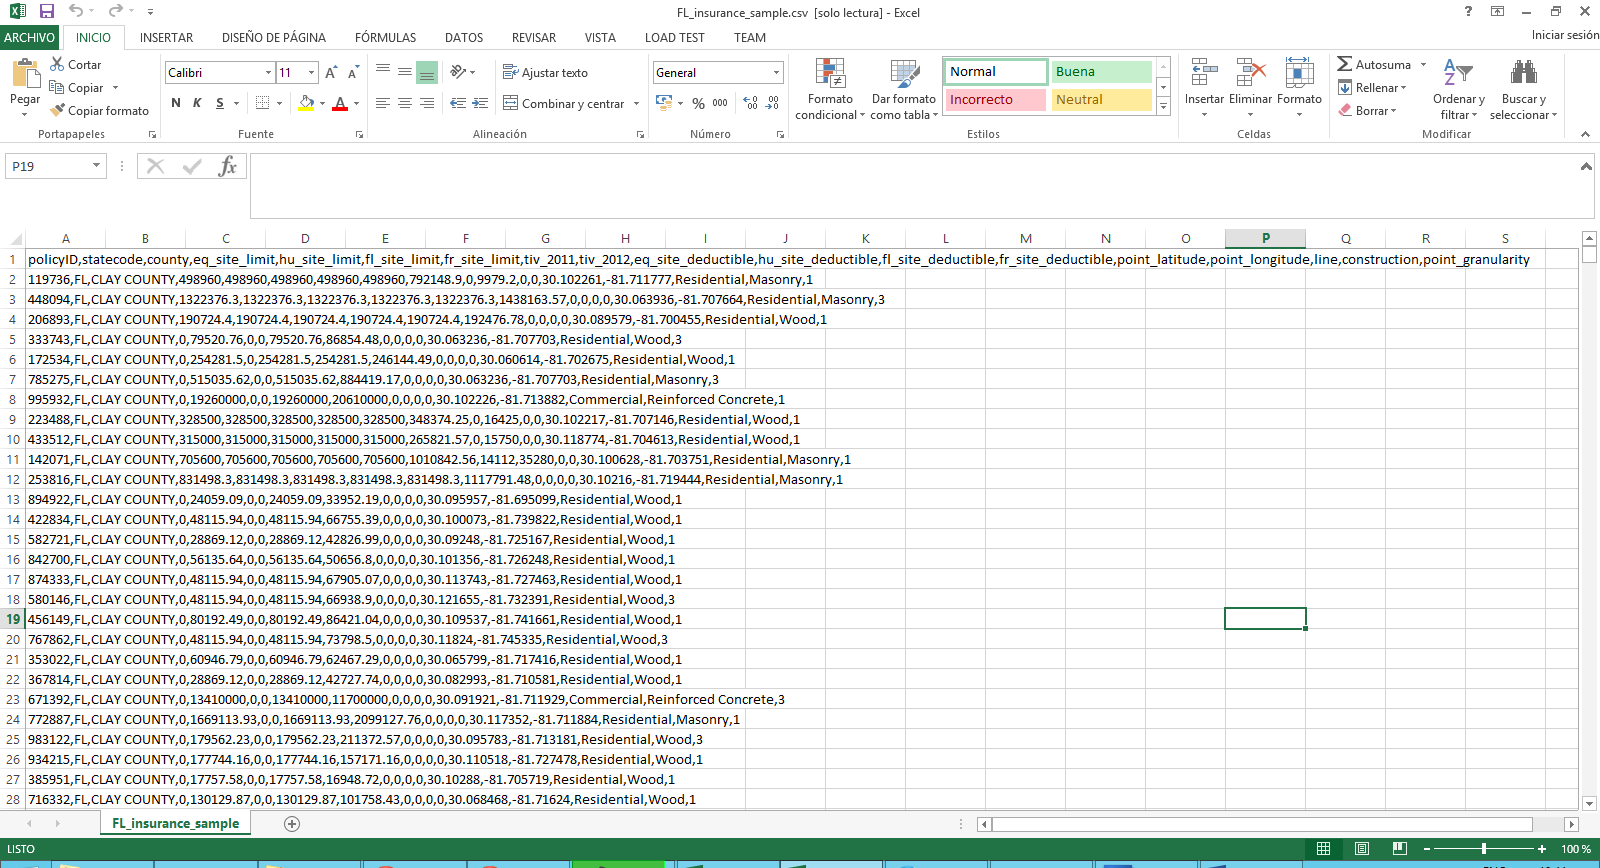 FL_insurance_sample.csv [solo lectura] - Excel
ARCHIVO INICIO INSERTAR DISEÑO DE PÁGINA FÓRMULAS DATOS REVISAR VISTA LOAD TEST TEAM Iniciar sesión
Pegar
Cortar
Copiar
Copiar formato
Portapapeles
Calibri 11
N K S
Fuente
Ajustar texto
Combinar y centrar
Alineación
General
% 000
Número
Formato condicional
Dar formato como tabla
Normal Buena
Incorrecto Neutral
Estilos
Insertar Eliminar Formato
Celdas
Autosuma
Rellenar
Borrar
Ordenar y filtrar
Buscar y seleccionar
Modificar
P19 fx
A B C D E F G H I J K L M N O P Q R S
1 policyID,statecode,county,eq_site_limit,hu_site_limit,fl_site_limit,fr_site_limit,tiv_2011,tiv_2012,eq_site_deductible,hu_site_deductible,fl_site_deductible,fr_site_deductible,point_latitude,point_longitude,line,construction,point_granularity
2 119736,FL,CLAY COUNTY,498960,498960,498960,498960,498960,792148.9,0,9979.2,0,0,30.102261,-81.711777,Residential,Masonry,1
3 448094,FL,CLAY COUNTY,1322376.3,1322376.3,1322376.3,1322376.3,1322376.3,1438163.57,0,0,0,0,30.063936,-81.707664,Residential,Masonry,3
4 206893,FL,CLAY COUNTY,190724.4,190724.4,190724.4,190724.4,190724.4,192476.78,0,0,0,0,30.089579,-81.700455,Residential,Wood,1
5 333743,FL,CLAY COUNTY,0,79520.76,0,0,79520.76,86854.48,0,0,0,0,30.063236,-81.707703,Residential,Wood,3
6 172534,FL,CLAY COUNTY,0,254281.5,0,254281.5,254281.5,246144.49,0,0,0,0,30.060614,-81.702675,Residential,Wood,1
7 785275,FL,CLAY COUNTY,0,515035.62,0,0,515035.62,884419.17,0,0,0,0,30.063236,-81.707703,Residential,Masonry,3
8 995932,FL,CLAY COUNTY,0,19260000,0,0,19260000,20610000,0,0,0,0,30.102226,-81.713882,Commercial,Reinforced Concrete,1
9 223488,FL,CLAY COUNTY,328500,328500,328500,328500,328500,348374.25,0,16425,0,0,30.102217,-81.707146,Residential,Wood,1
10 433512,FL,CLAY COUNTY,315000,315000,315000,315000,315000,265821.57,0,15750,0,0,30.118774,-81.704613,Residential,Wood,1
11 142071,FL,CLAY COUNTY,705600,705600,705600,705600,705600,1010842.56,14112,35280,0,0,30.100628,-81.703751,Residential,Masonry,1
12 253816,FL,CLAY COUNTY,831498.3,831498.3,831498.3,831498.3,831498.3,1117791.48,0,0,0,0,30.10216,-81.719444,Residential,Masonry,1
13 894922,FL,CLAY COUNTY,0,24059.09,0,0,24059.09,33952.19,0,0,0,0,30.095957,-81.695099,Residential,Wood,1
14 422834,FL,CLAY COUNTY,0,48115.94,0,0,48115.94,66755.39,0,0,0,0,30.100073,-81.739822,Residential,Wood,1
15 582721,FL,CLAY COUNTY,0,28869.12,0,0,28869.12,42826.99,0,0,0,0,30.09248,-81.725167,Residential,Wood,1
16 842700,FL,CLAY COUNTY,0,56135.64,0,0,56135.64,50656.8,0,0,0,0,30.101356,-81.726248,Residential,Wood,1
17 874333,FL,CLAY COUNTY,0,48115.94,0,0,48115.94,67905.07,0,0,0,0,30.113743,-81.727463,Residential,Wood,1
18 580146,FL,CLAY COUNTY,0,48115.94,0,0,48115.94,66938.9,0,0,0,0,30.121655,-81.732391,Residential,Wood,3
19 456149,FL,CLAY COUNTY,0,80192.49,0,0,80192.49,86421.04,0,0,0,0,30.109537,-81.741661,Residential,Wood,1
20 767862,FL,CLAY COUNTY,0,48115.94,0,0,48115.94,73798.5,0,0,0,0,30.11824,-81.745335,Residential,Wood,3
21 353022,FL,CLAY COUNTY,0,60946.79,0,0,60946.79,62467.29,0,0,0,0,30.065799,-81.717416,Residential,Wood,1
22 367814,FL,CLAY COUNTY,0,28869.12,0,0,28869.12,42727.74,0,0,0,0,30.082993,-81.710581,Residential,Wood,1
23 671392,FL,CLAY COUNTY,0,13410000,0,0,13410000,11700000,0,0,0,0,30.091921,-81.711929,Commercial,Reinforced Concrete,3
24 772887,FL,CLAY COUNTY,0,1669113.93,0,0,1669113.93,2099127.76,0,0,0,0,30.117352,-81.711884,Residential,Masonry,1
25 983122,FL,CLAY COUNTY,0,179562.23,0,0,179562.23,211372.57,0,0,0,0,30.095783,-81.713181,Residential,Wood,3
26 934215,FL,CLAY COUNTY,0,177744.16,0,0,177744.16,157171.16,0,0,0,0,30.110518,-81.727478,Residential,Wood,1
27 385951,FL,CLAY COUNTY,0,17757.58,0,0,17757.58,16948.72,0,0,0,0,30.10288,-81.705719,Residential,Wood,1
28 716332,FL,CLAY COUNTY,0,130129.87,0,0,130129.87,101758.43,0,0,0,0,30.068468,-81.71624,Residential,Wood,1
FL_insurance_sample
LISTO 100 %